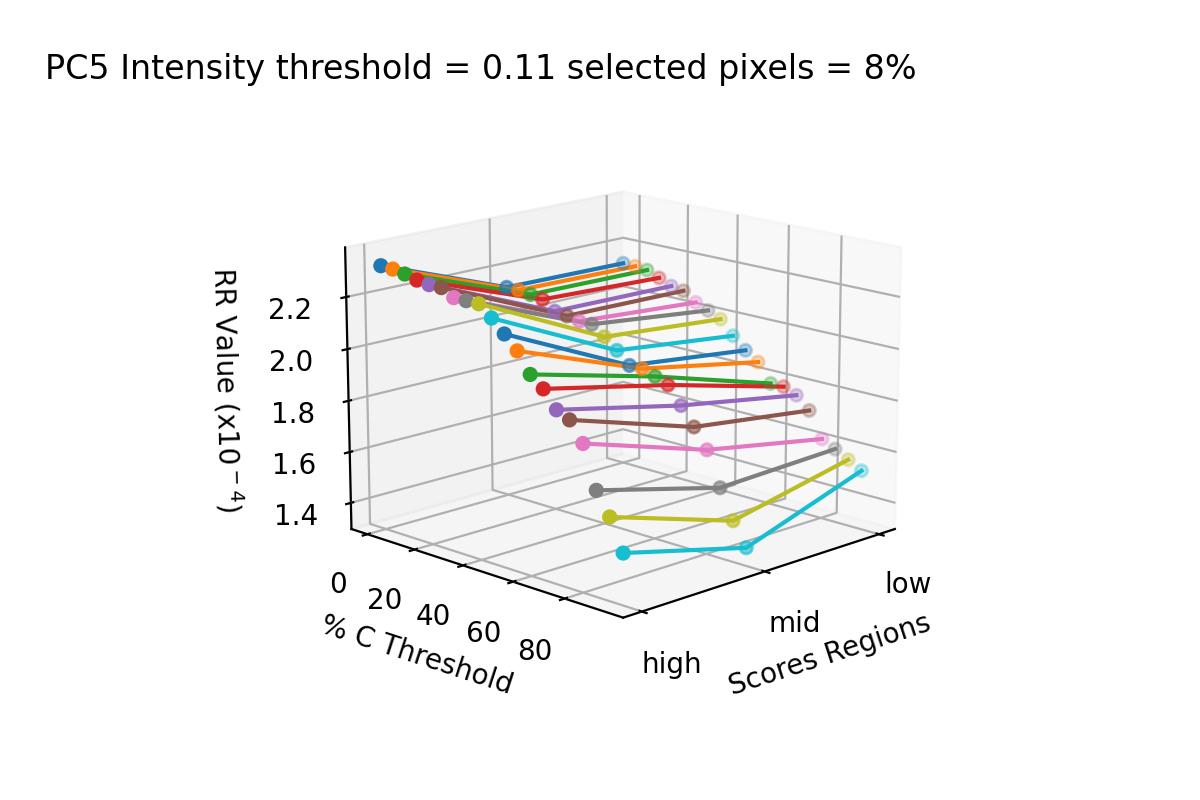 PC5 Intensity threshold = 0.11 selected pixels = 8%
RR Value (x10⁻⁴)
2.2
2.0
1.8
1.6
1.4
0
20
40
60
80
% C Threshold
high
mid
low
Scores Regions